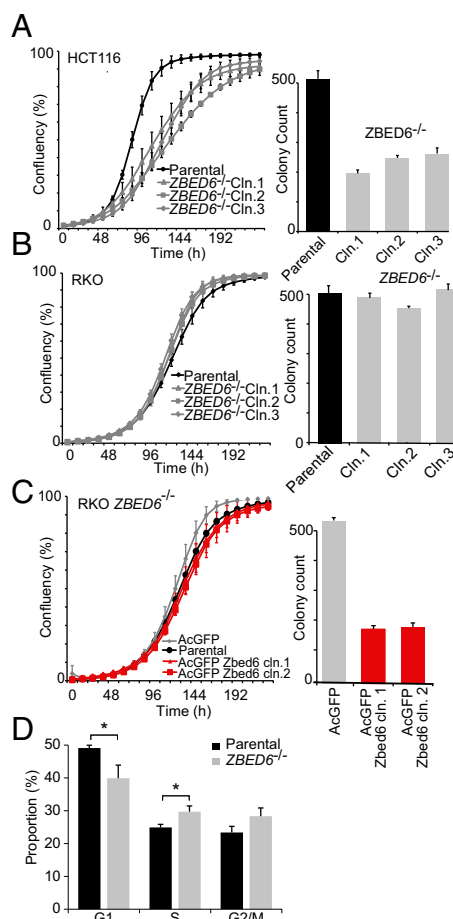 A
HCT116
100
0
Confluency (%)
0 48 96 144 192
Time (h)
Parental
ZBED6-/-Cln.1
ZBED6-/-Cln.2
ZBED6-/-Cln.3
500
0
Colony Count
ZBED6-/-
Parental
Cln.1
Cln.2
Cln.3
B
RKO
100
0
Confluency (%)
0 48 96 144 192
Time (h)
Parental
ZBED6-/-Cln.1
ZBED6-/-Cln.2
ZBED6-/-Cln.3
500
0
Colony count
ZBED6-/-
Parental
Cln.1
Cln.2
Cln.3
C
RKO ZBED6-/-
100
0
Confluency (%)
0 48 96 144 192
Time (h)
AcGFP
Parental
AcGFP Zbed6 cln.1
AcGFP Zbed6 cln.2
500
0
Colony count
AcGFP
AcGFP
Zbed6 cln. 1
AcGFP
Zbed6 cln. 2
D
50
40
30
20
10
0
Proportion (%)
*
*
Parental
ZBED6-/-
G1 S G2/M